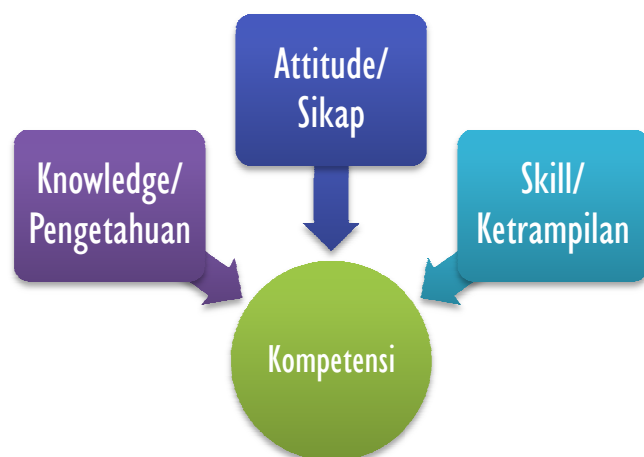 Attitude/
Sikap
Knowledge/
Pengetahuan
Skill/
Ketrampilan
Kompetensi